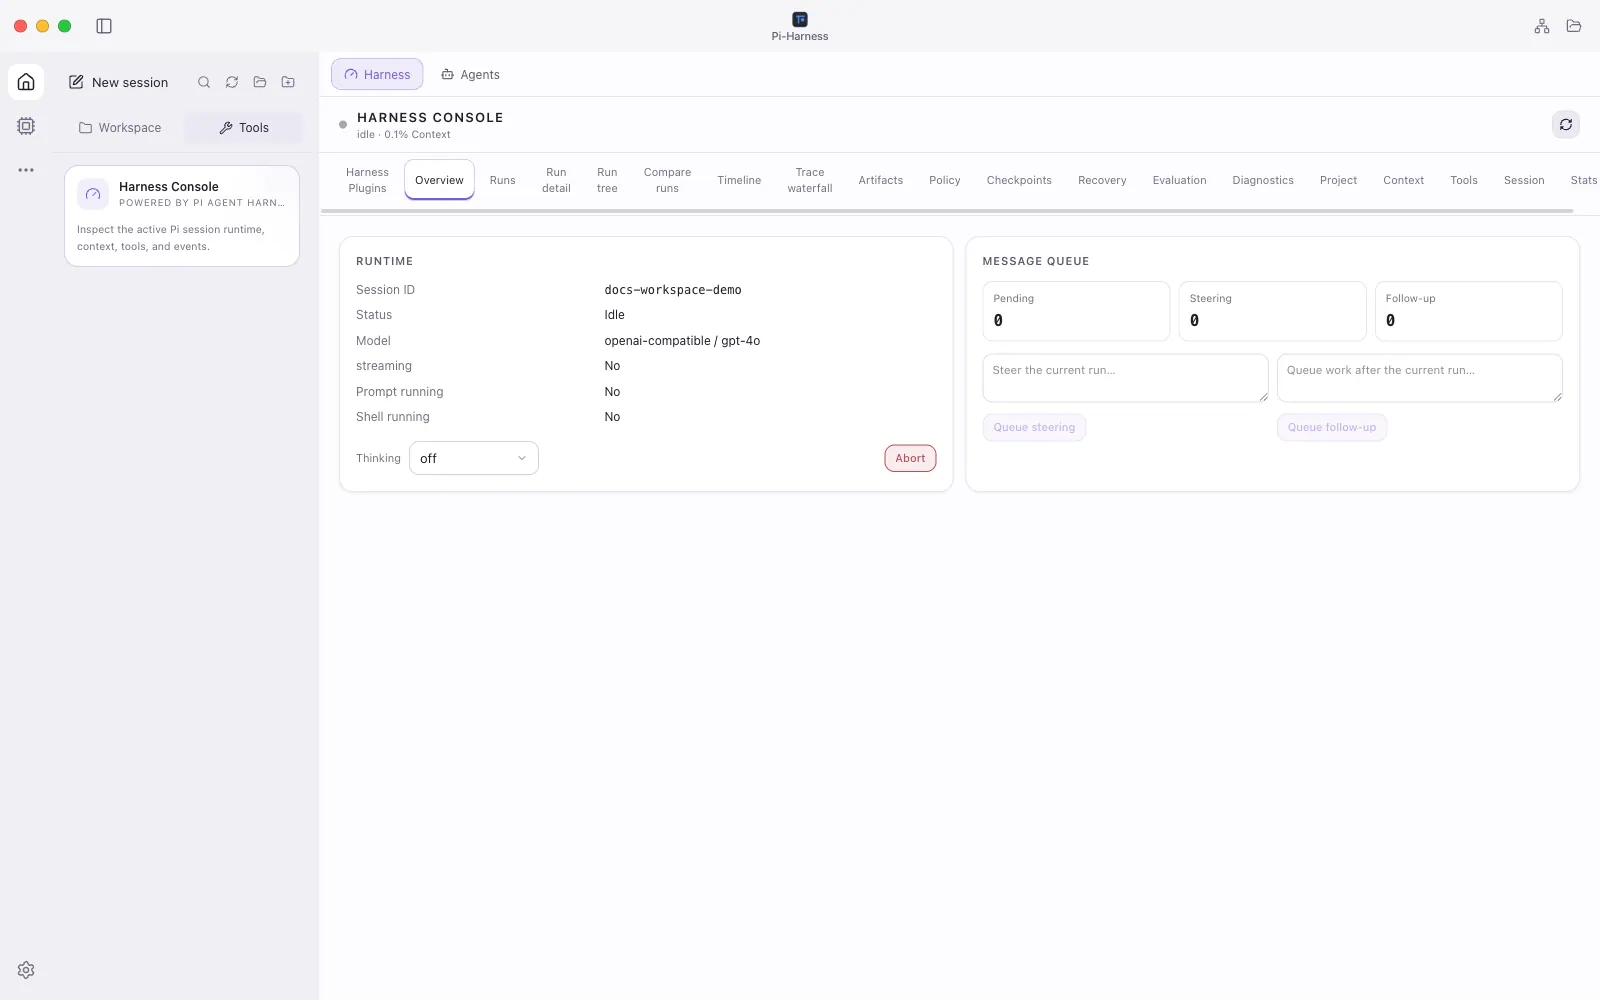 Pi-Harness
New session
Workspace
Tools
Harness Console
POWERED BY PI AGENT HARN...
Inspect the active Pi session runtime,
context, tools, and events.
Harness
Agents
HARNESS CONSOLE
idle · 0.1% Context
Harness
Plugins
Overview
Runs
Run
detail
Run
tree
Compare
runs
Timeline
Trace
waterfall
Artifacts
Policy
Checkpoints
Recovery
Evaluation
Diagnostics
Project
Context
Tools
Session
Stats
RUNTIME
Session ID docs-workspace-demo
Status Idle
Model openai-compatible / gpt-4o
streaming No
Prompt running No
Shell running No
Thinking off
Abort
MESSAGE QUEUE
Pending
0
Steering
0
Follow-up
0
Steer the current run...
Queue work after the current run...
Queue steering
Queue follow-up